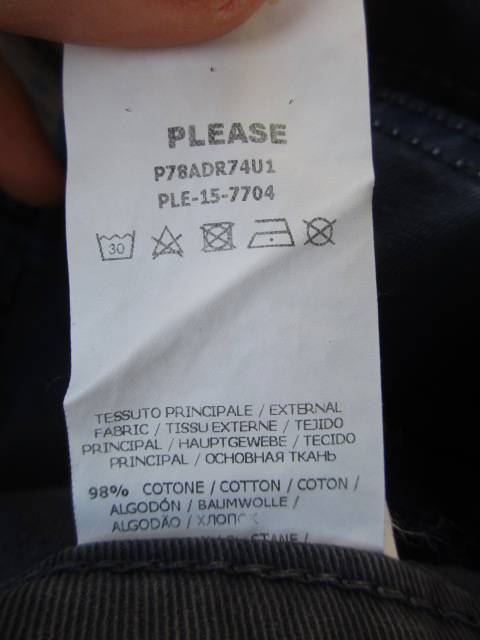 PLEASE
P78ADR74U1
PLE-15-7704
30
TESSUTO PRINCIPALE / EXTERNAL
FABRIC / TISSU EXTERNE / TEJIDO
PRINCIPAL / HAUPTGEWEBE / TECIDO
PRINCIPAL / ОСНОВНАЯ ТКАНЬ
98% COTONE / COTTON / COTON /
ALGODÓN / BAUMWOLLE /
ALGODÃO / ХЛОПОК